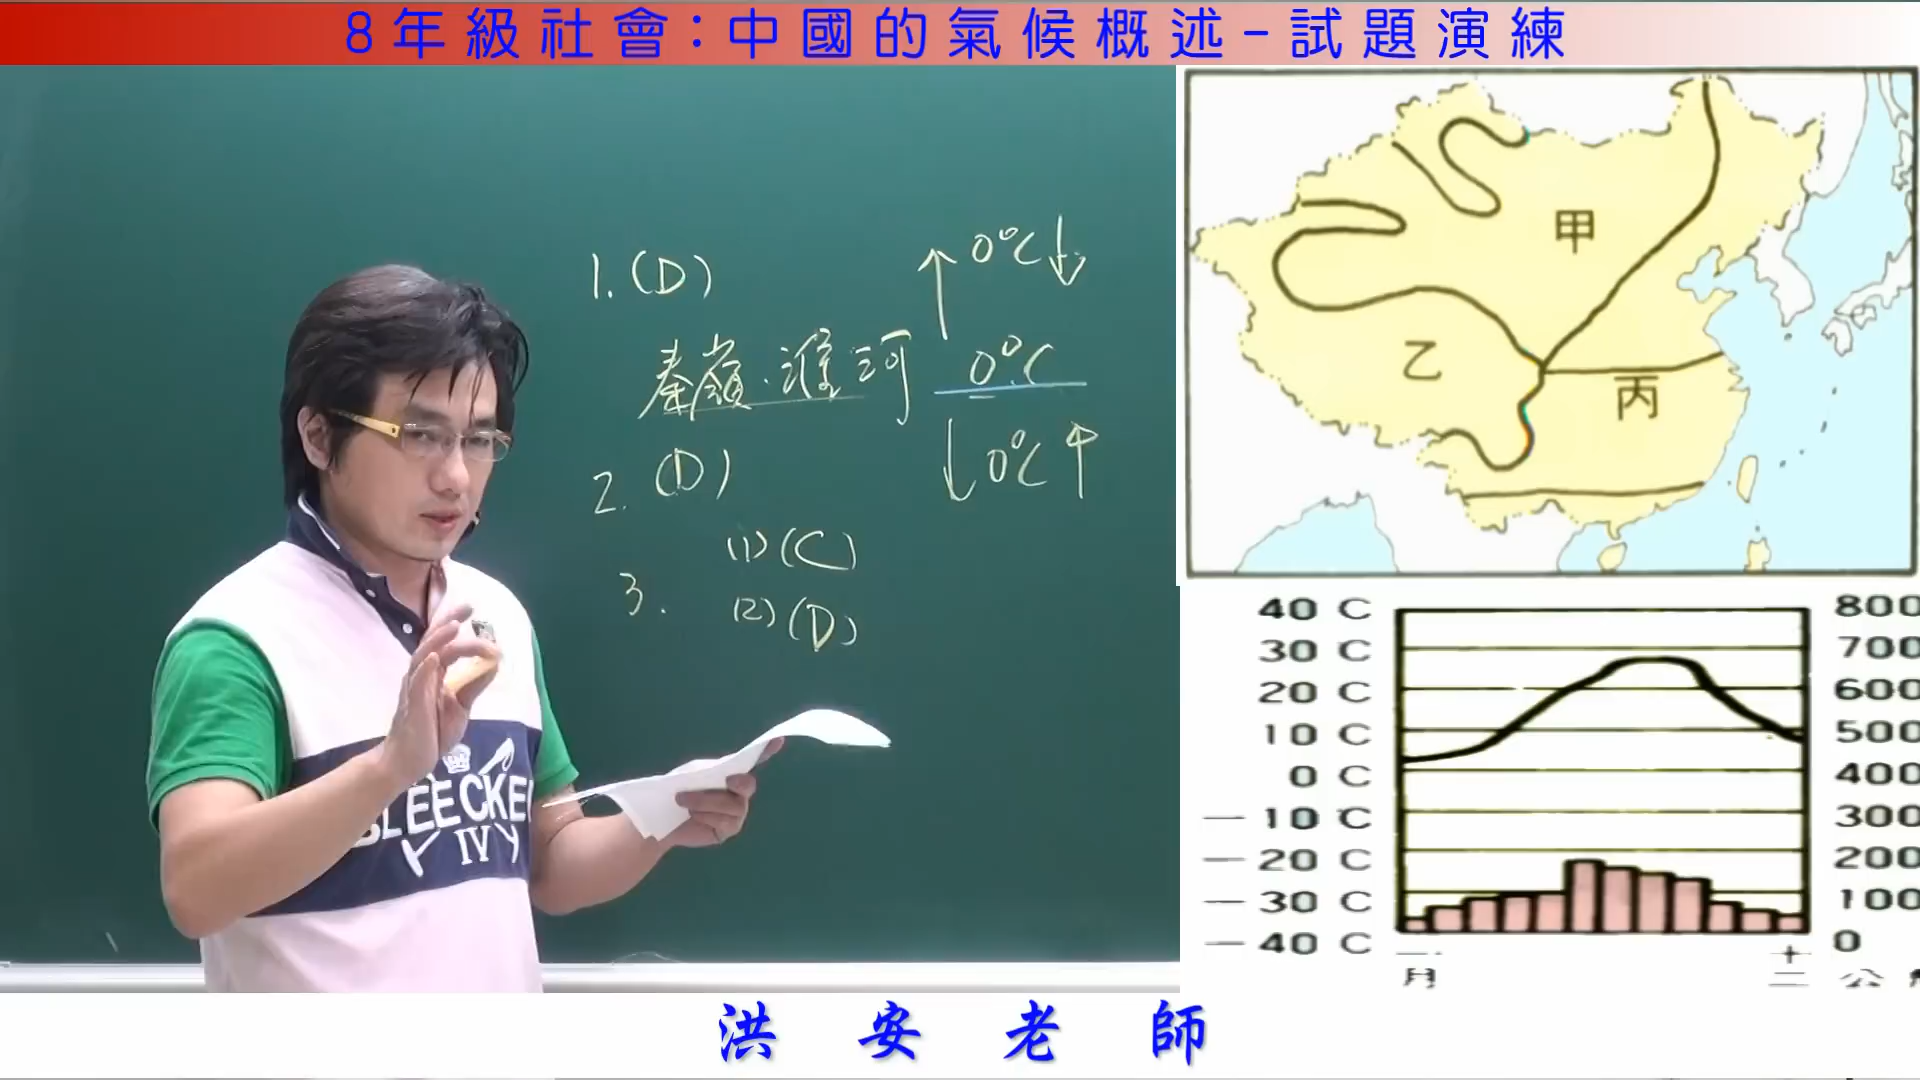 8年級社會:中國的氣候概述-試題演練
1.(D)
↑0°C↓
秦嶺.淮河 0°C
2.(D)
↓0°C↑
3. (1)(C)
(2)(D)
BLEECKE
IV
甲
乙
丙
40 C 800
30 C 700
20 C 600
10 C 500
0 C 400
-10 C 300
-20 C 200
-30 C 100
-40 C 0
一月 十二 公
洪安老師